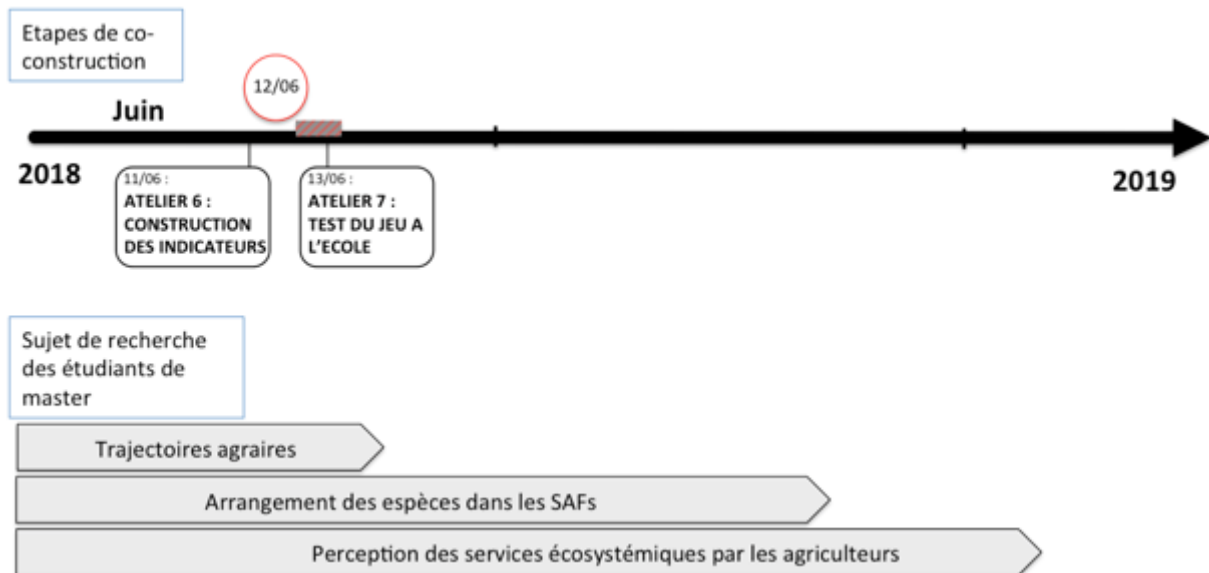 Etapes de co-
construction
12/06
Juin
2018
2019
11/06 :
ATELIER 6 :
CONSTRUCTION
DES INDICATEURS
13/06 :
ATELIER 7 :
TEST DU JEU A
L'ECOLE
Sujet de recherche
des étudiants de
master
Trajectoires agraires
Arrangement des espèces dans les SAFs
Perception des services écosystémiques par les agriculteurs